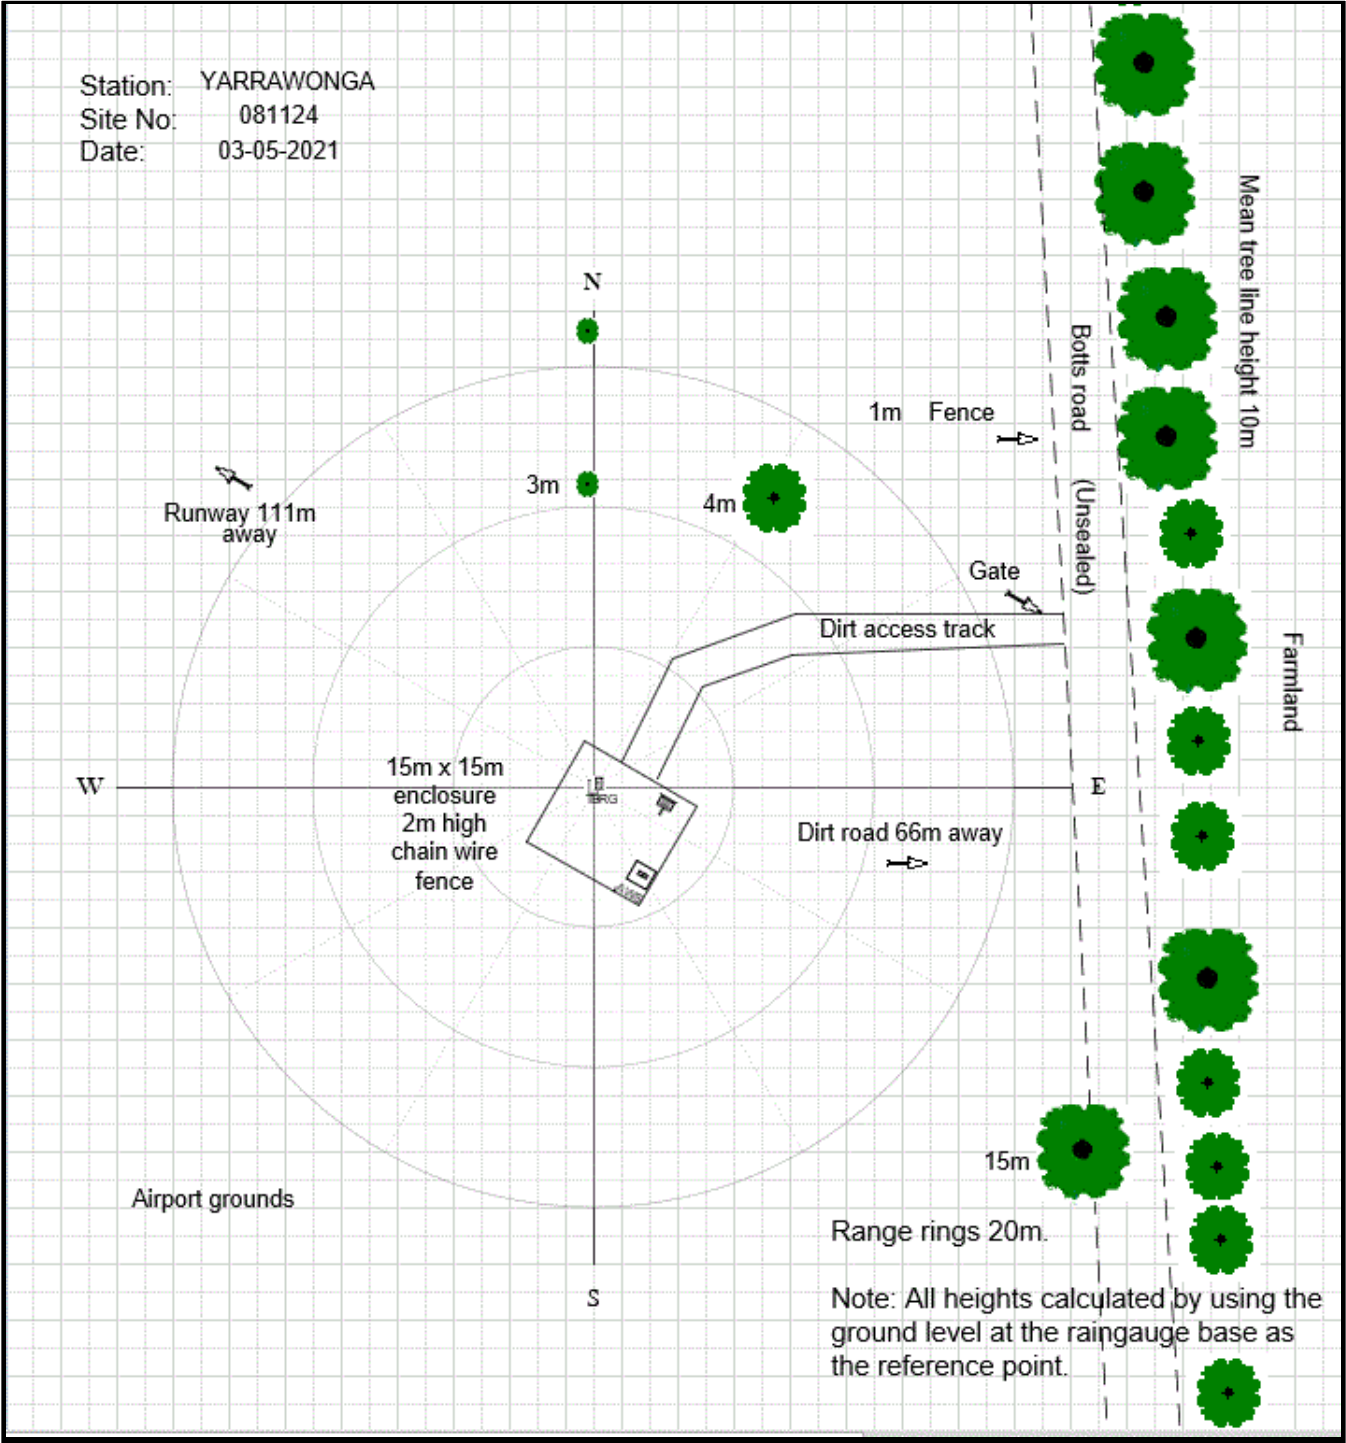 Station: YARRAWONGA
Site No: 081124
Date: 03-05-2021
N
Mean tree line height 10m
Botts road (Unsealed)
1m Fence
3m
4m
Runway 111m
away
Gate
Dirt access track
Farmland
W
E
15m x 15m
enclosure
2m high
chain wire
fence
Dirt road 66m away
AWS
15m
Airport grounds
Range rings 20m.
S
Note: All heights calculated by using the
ground level at the raingauge base as
the reference point.